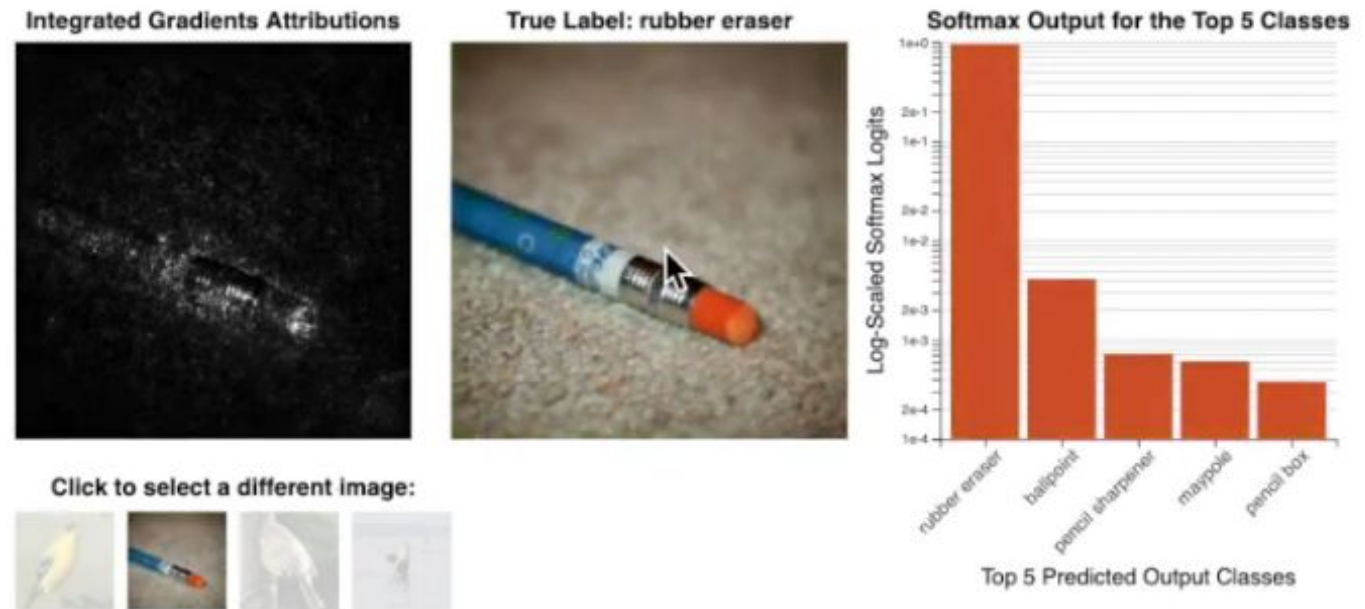 Integrated Gradients Attributions
True Label: rubber eraser
Softmax Output for the Top 5 Classes
Log-Scaled Softmax Logits
1e+0
2e-1
1e-1
2e-2
1e-2
2e-3
1e-3
2e-4
1e-4
rubber eraser
ballpoint
pencil sharpener
maypole
pencil box
Top 5 Predicted Output Classes
Click to select a different image: